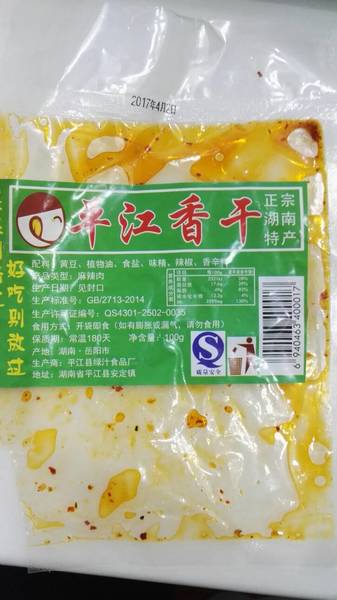 2017年4月2日
平江香干
正宗
湖南
特产
好吃别放过
配料：黄豆、植物油、食盐、味精、辣椒、香辛料
产品类型：麻辣肉
生产日期：见封口
生产标准号：GB/2713-2014
生产许可证编号：QS4301-2502-0035
食用方式：开袋即食（如有膨胀或漏气，请勿食用）
保质期：常温180天 净含量：100g
产地：湖南·岳阳市
生产商：平江县绿汁食品厂
地址：湖南省平江县安定镇
质量安全
6940463400017